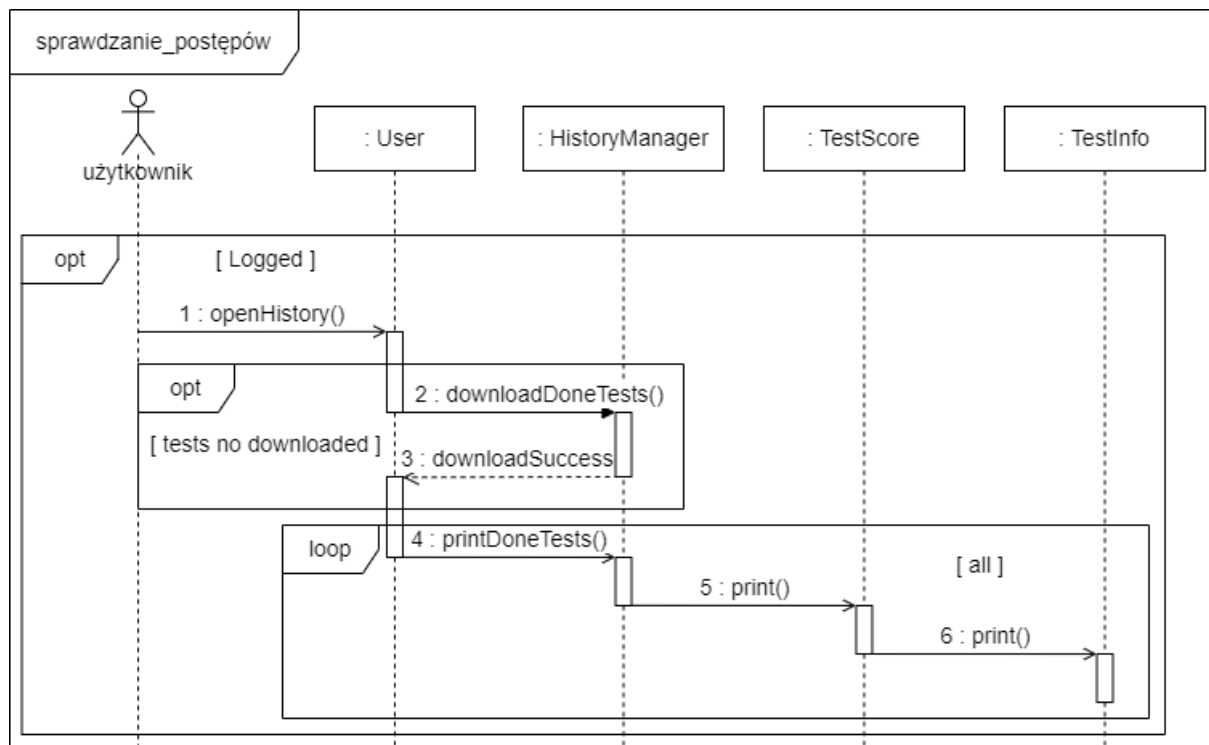 sprawdzanie_postępów
użytkownik
: User
: HistoryManager
: TestScore
: TestInfo
opt
[ Logged ]
1 : openHistory()
opt
2 : downloadDoneTests()
[ tests no downloaded ]
3 : downloadSuccess
loop
4 : printDoneTests()
[ all ]
5 : print()
6 : print()